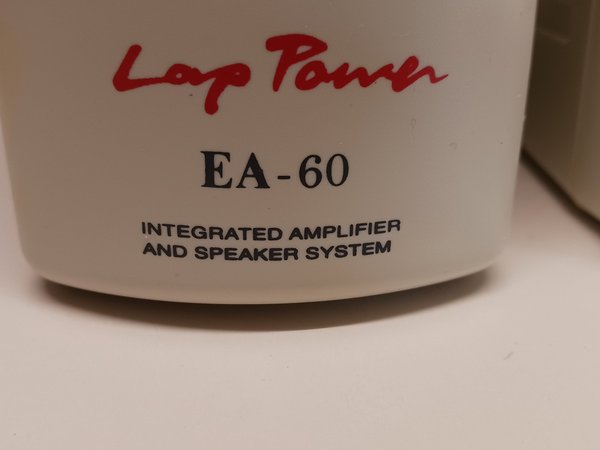 Lap Power
EA-60
INTEGRATED AMPLIFIER
AND SPEAKER SYSTEM